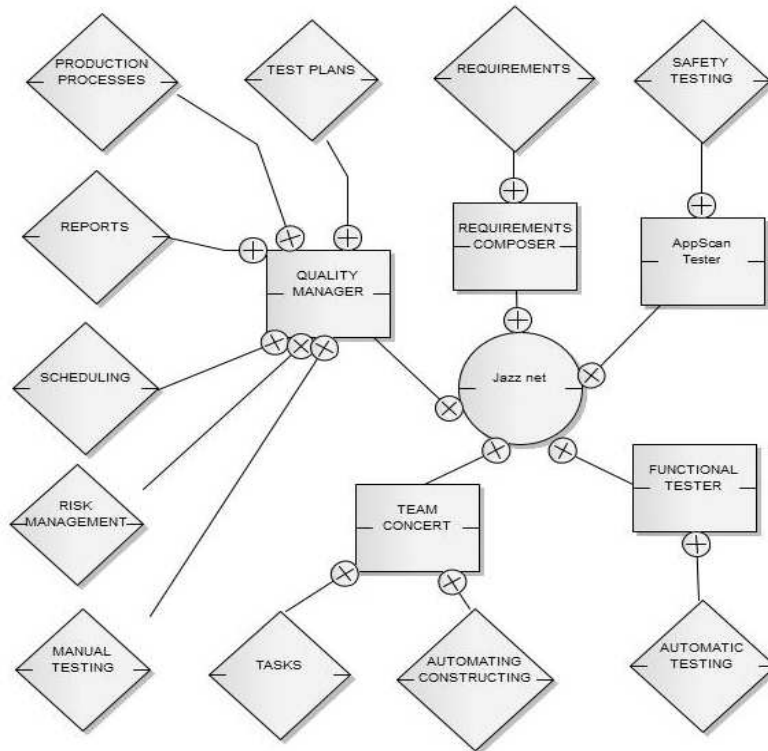 PRODUCTION
PROCESSES
TEST PLANS
REQUIREMENTS
SAFETY
TESTING
REPORTS
QUALITY
MANAGER
REQUIREMENTS
COMPOSER
AppScan
Tester
SCHEDULING
Jazz net
RISK
MANAGEMENT
TEAM
CONCERT
FUNCTIONAL
TESTER
MANUAL
TESTING
TASKS
AUTOMATING
CONSTRUCTING
AUTOMATIC
TESTING